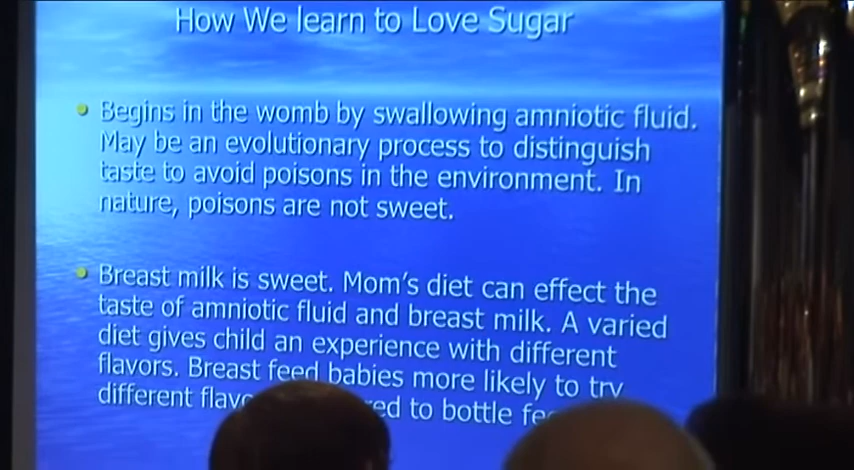 How We learn to Love Sugar
Begins in the womb by swallowing amniotic fluid.
May be an evolutionary process to distinguish
taste to avoid poisons in the environment. In
nature, poisons are not sweet.
Breast milk is sweet. Mom's diet can effect the
taste of amniotic fluid and breast milk. A varied
diet gives child an experience with different
flavors. Breast feed babies more likely to try
different to bottle